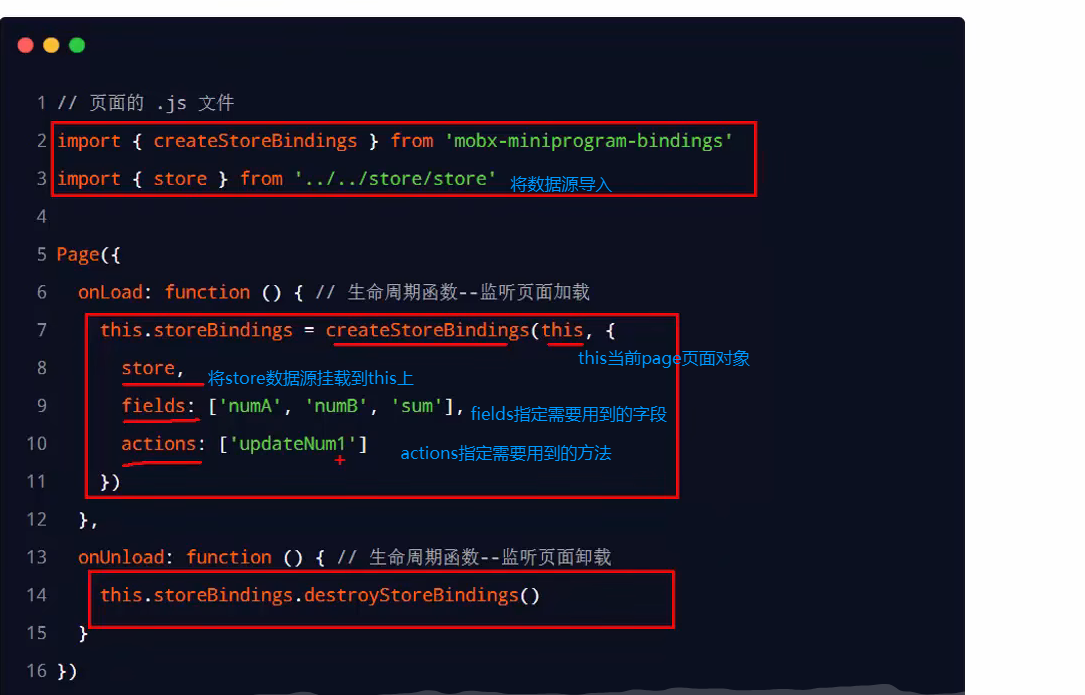 1 // 页面的 .js 文件
2 import { createStoreBindings } from 'mobx-miniprogram-bindings'
3 import { store } from '../../store/store' 将数据源导入
4
5 Page({
6 onLoad: function () { // 生命周期函数--监听页面加载
7 this.storeBindings = createStoreBindings(this, {
this当前page页面对象
8 store, 将store数据源挂载到this上
9 fields: ['numA', 'numB', 'sum'], fields指定需要用到的字段
10 actions: ['updateNum1'] actions指定需要用到的方法
11 })
12 },
13 onUnload: function () { // 生命周期函数--监听页面卸载
14 this.storeBindings.destroyStoreBindings()
15 }
16 })